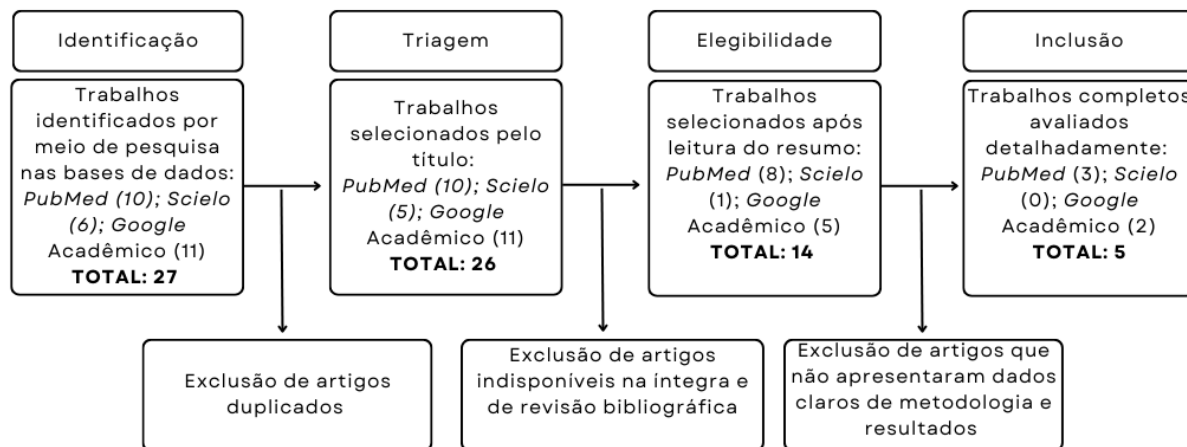 Identificação
Trabalhos
identificados por
meio de pesquisa
nas bases de dados:
PubMed (10); Scielo
(6); Google
Acadêmico (11)
TOTAL: 27
Triagem
Trabalhos
selecionados pelo
título:
PubMed (10); Scielo
(5); Google
Acadêmico (11)
TOTAL: 26
Elegibilidade
Trabalhos
selecionados após
leitura do resumo:
PubMed (8); Scielo
(1); Google
Acadêmico (5)
TOTAL: 14
Inclusão
Trabalhos completos
avaliados
detalhadamente:
PubMed (3); Scielo
(0); Google
Acadêmico (2)
TOTAL: 5
Exclusão de artigos
duplicados
Exclusão de artigos
indisponíveis na íntegra e
de revisão bibliográfica
Exclusão de artigos que
não apresentaram dados
claros de metodologia e
resultados